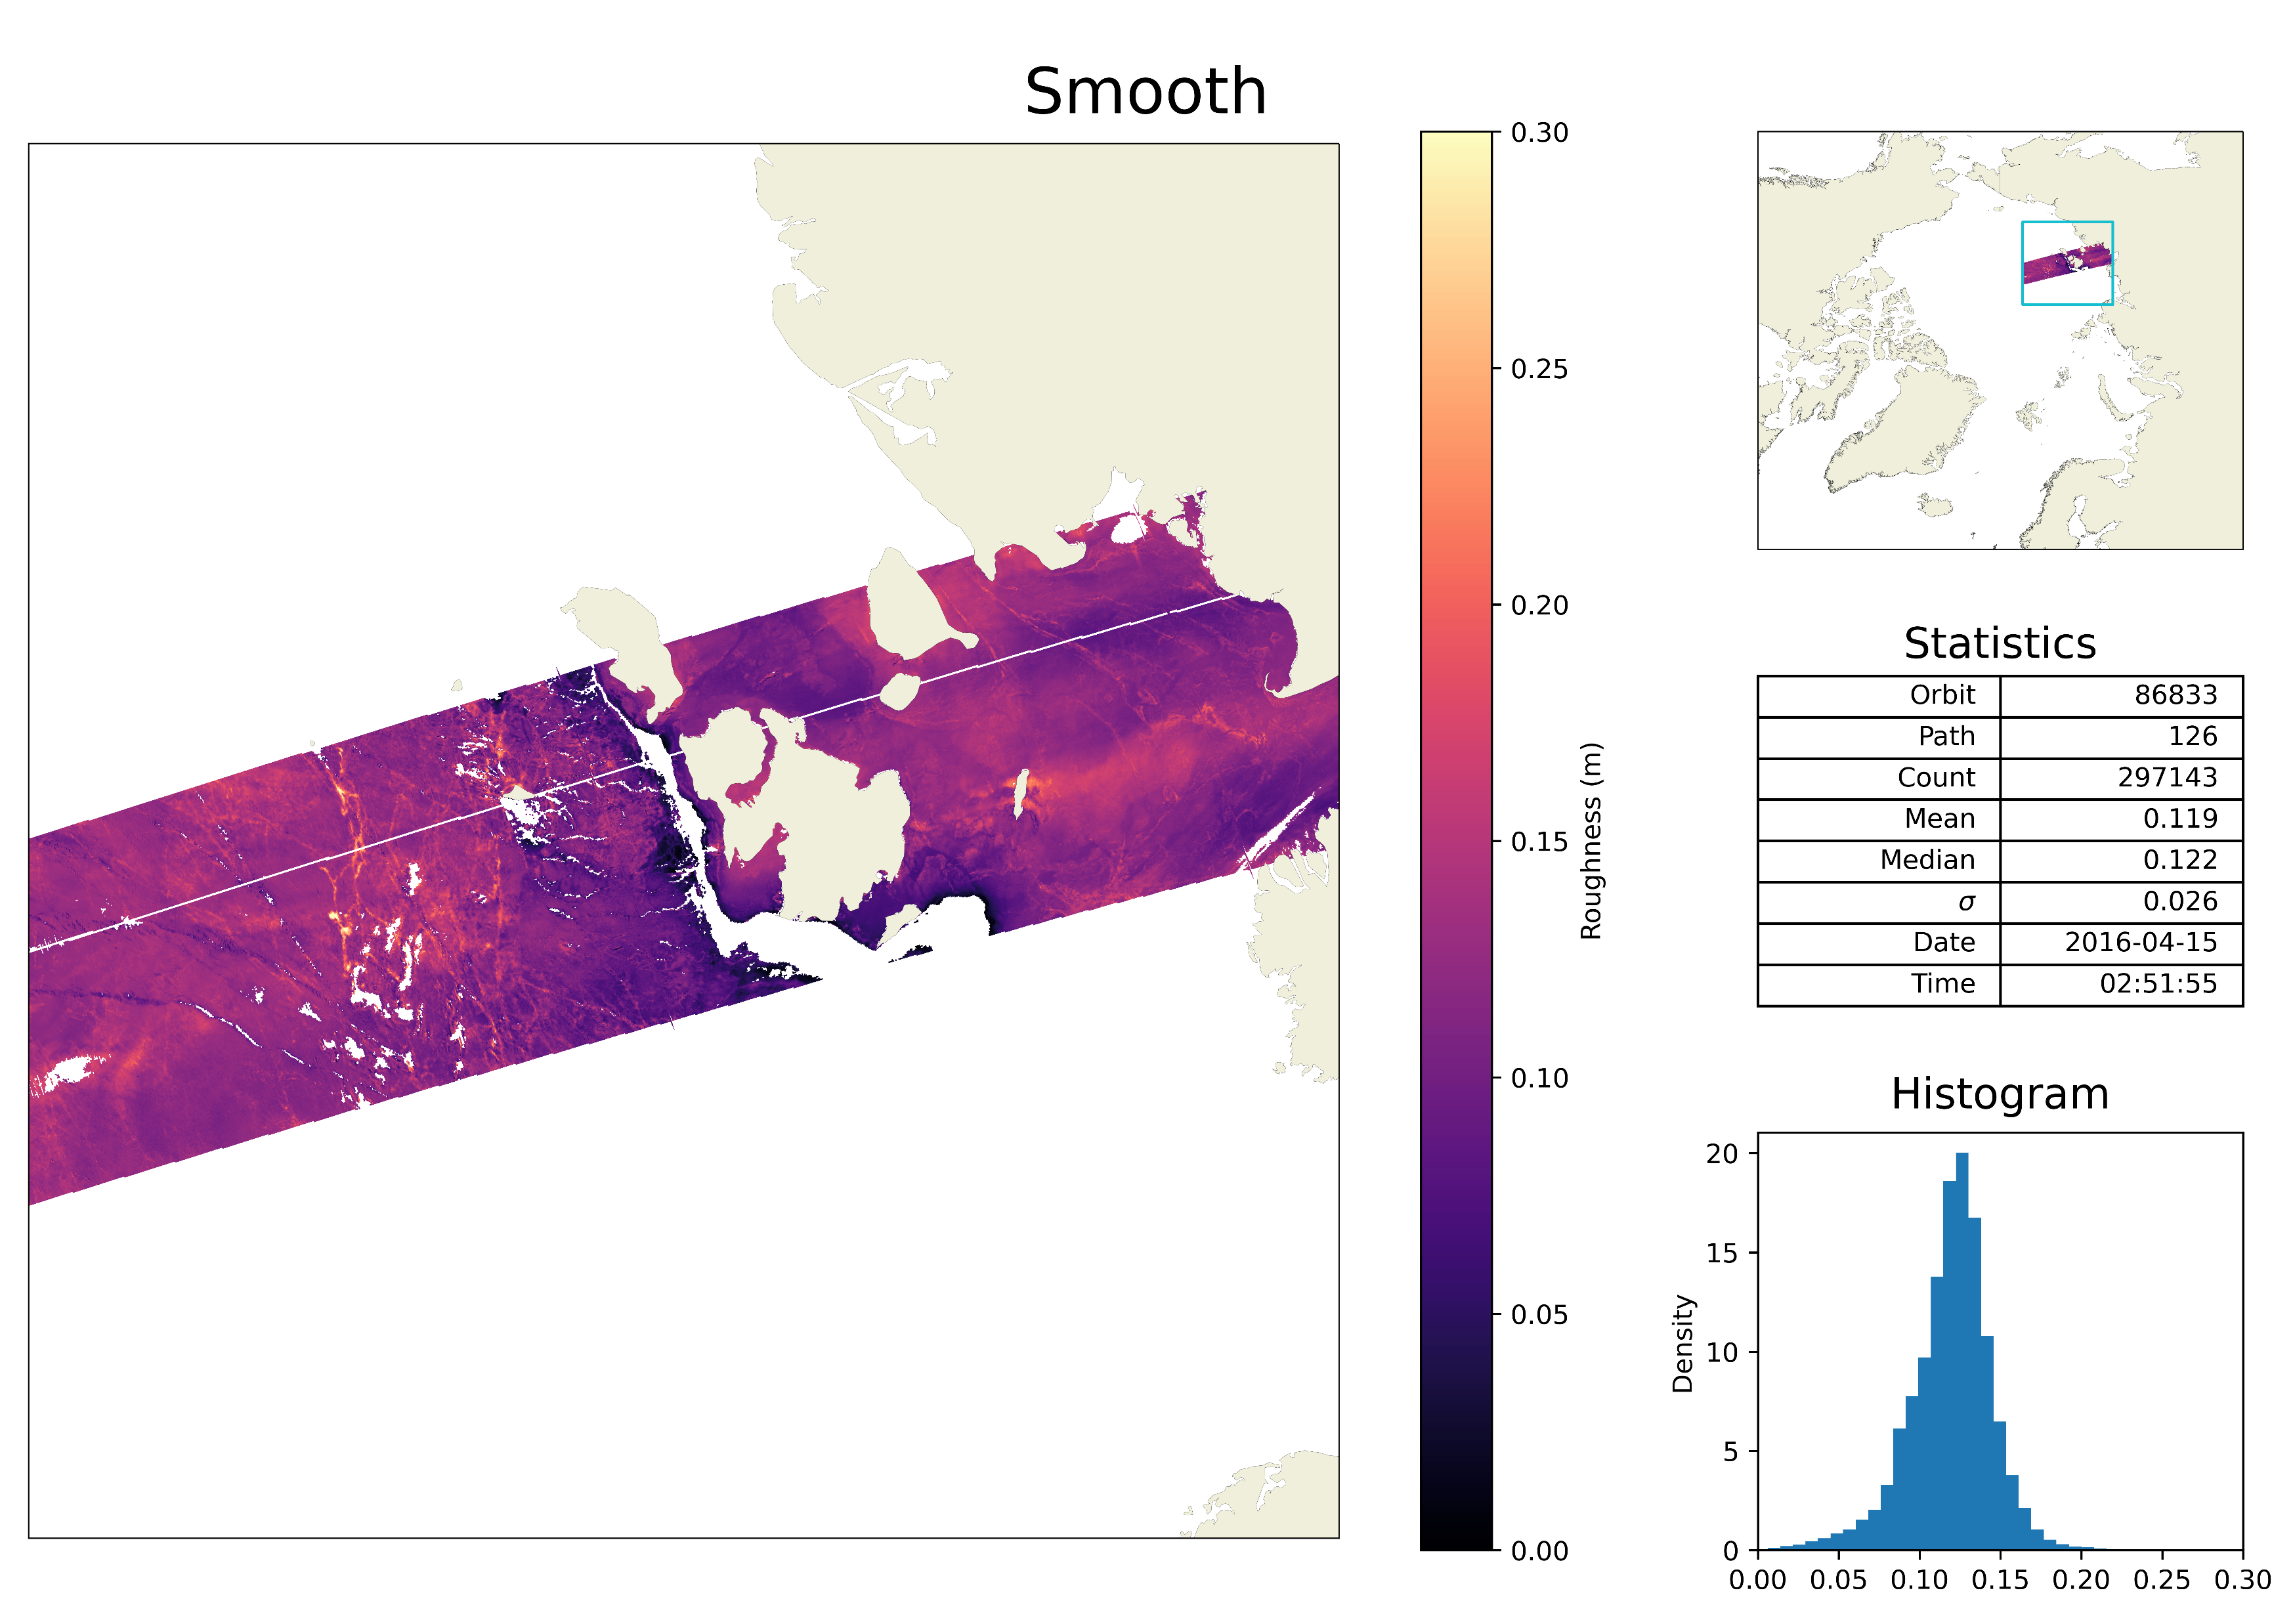 Smooth
0.30
0.25
0.20
0.15
0.10
0.05
0.00
Roughness (m)
Statistics
Orbit 86833
Path 126
Count 297143
Mean 0.119
Median 0.122
σ 0.026
Date 2016-04-15
Time 02:51:55
Histogram
20
15
10
5
0
Density
0.00 0.05 0.10 0.15 0.20 0.25 0.30